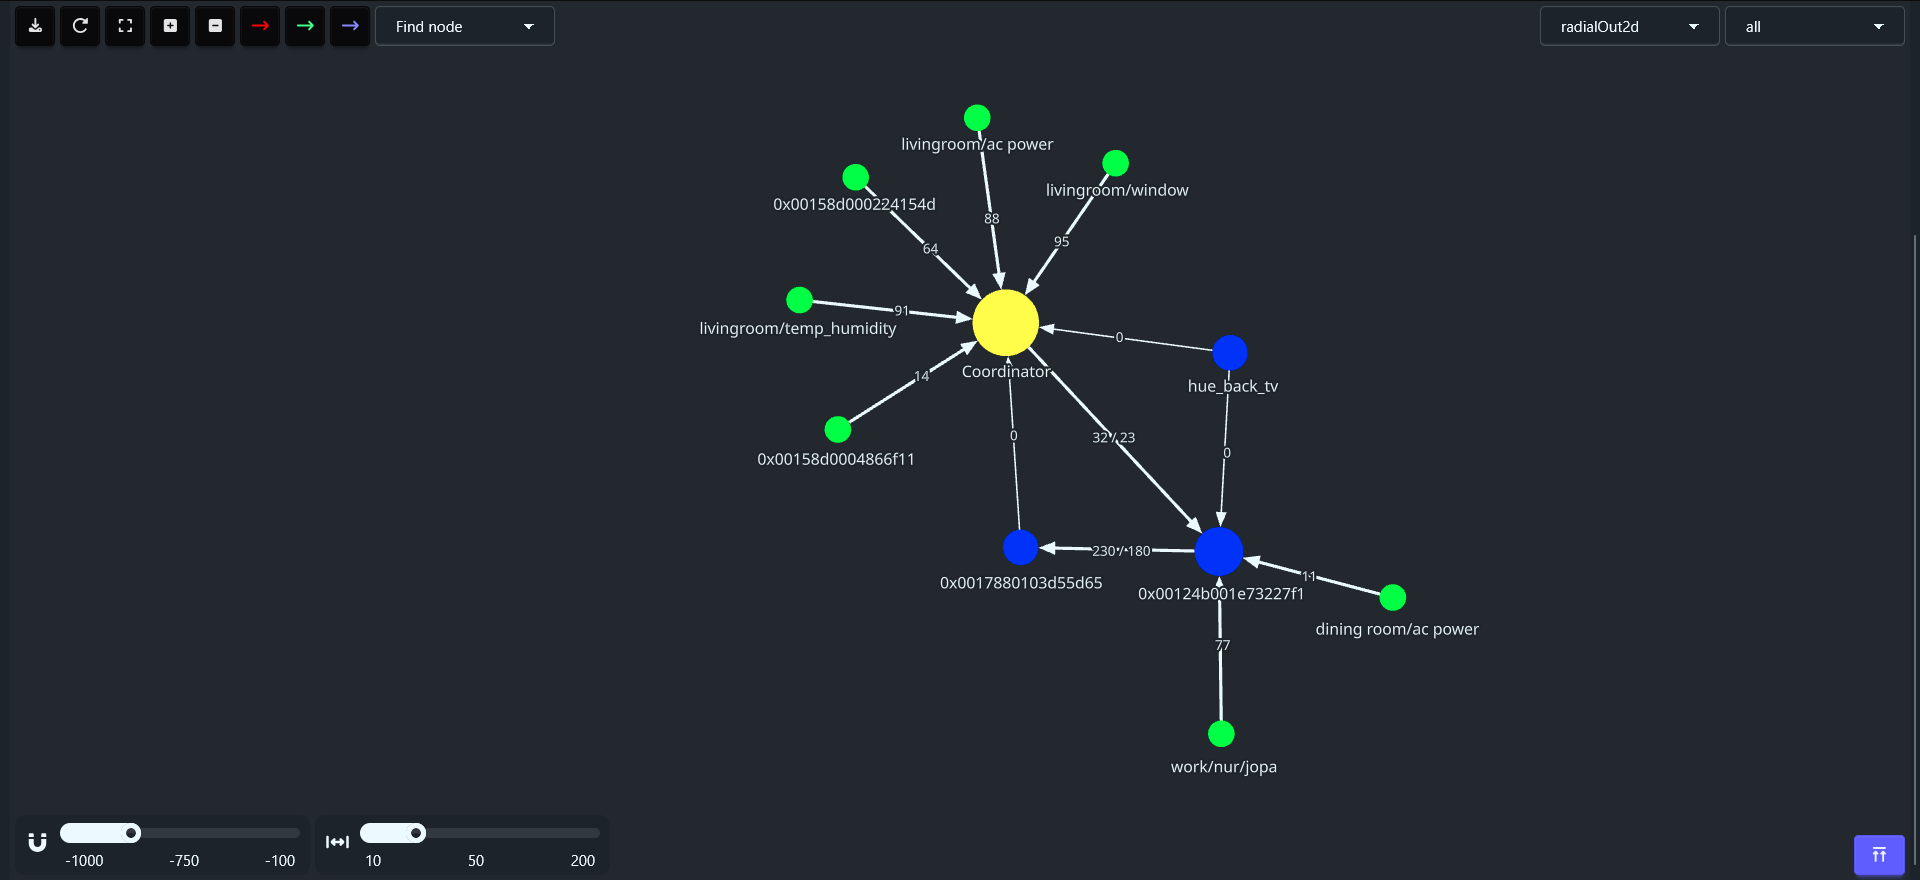 Find node
radialOut2d
all
livingroom/ac power
livingroom/window
0x00158d000224154d
88
95
64
91
livingroom/temp_humidity
0
Coordinator
14
hue_back_tv
0
32 / 23
0
0x00158d0004866f11
230 / 180
0x0017880103d55d65
0x00124b001e73227f1
11
dining room/ac power
77
work/nur/jopa
-1000 -750 -100
10 50 200